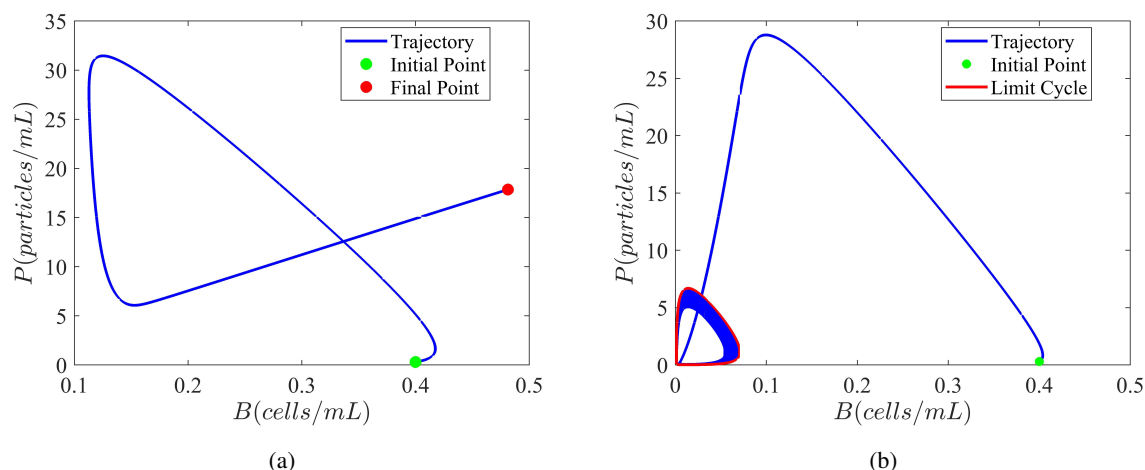 35
30
25
20
15
10
5
0
P(particles/mL)
0.1
0.2
0.3
0.4
0.5
B(cells/mL)
Trajectory
Initial Point
Final Point
(a)
30
25
20
15
10
5
0
P(particles/mL)
0
0.1
0.2
0.3
0.4
0.5
B(cells/mL)
Trajectory
Initial Point
Limit Cycle
(b)